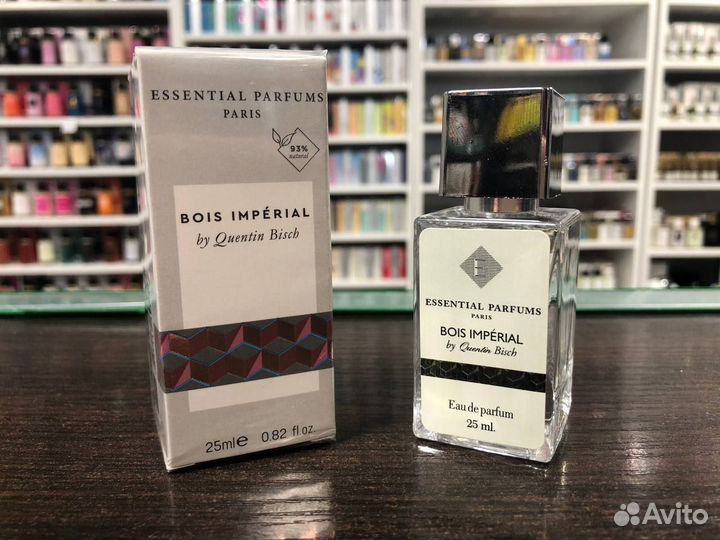 ESSENTIAL PARFUMS
PARIS
93%
natural
BOIS IMPÉRIAL
by Quentin Bisch
25ml e 0.82 fl.oz.
E
ESSENTIAL PARFUMS
PARIS
BOIS IMPÉRIAL
by Quentin Bisch
Eau de parfum
25 ml.
Avito